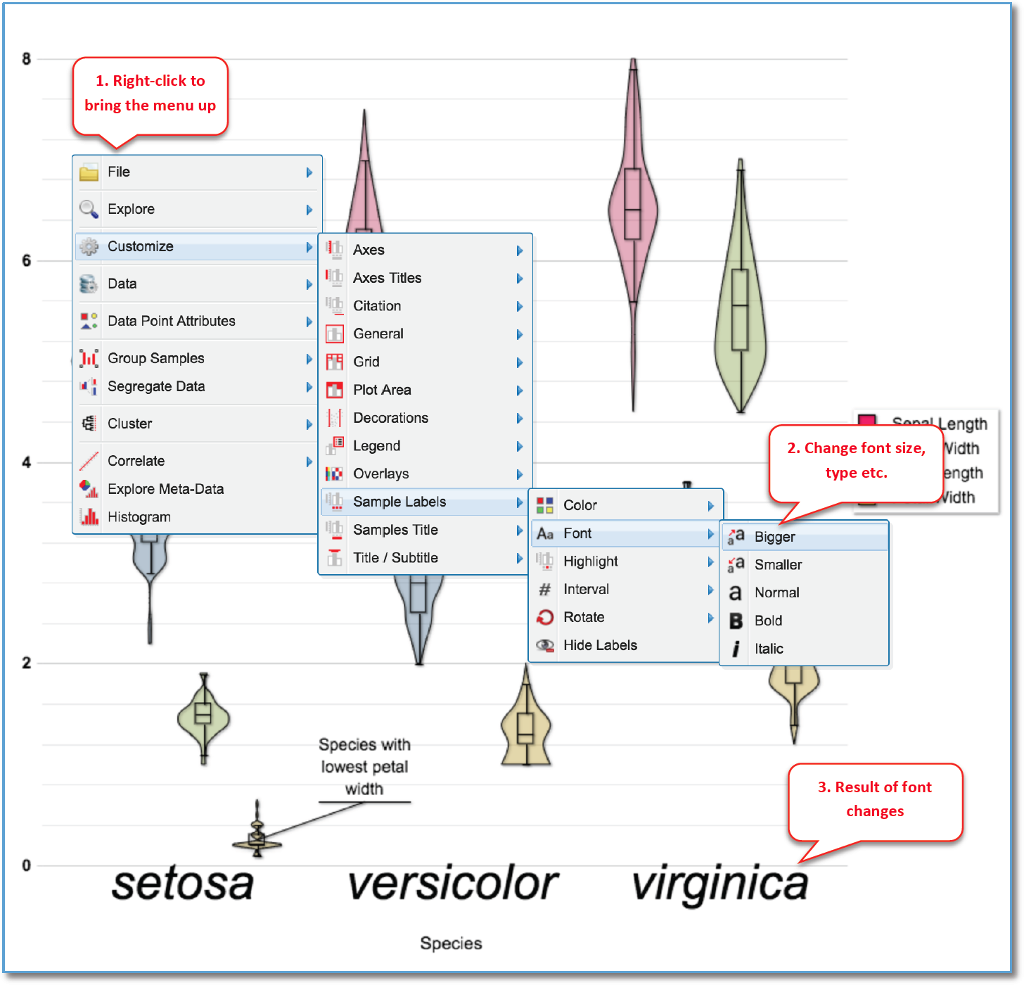 8
1. Right-click to
bring the menu up
File
Explore
Customize
Data
Data Point Attributes
Group Samples
Segregate Data
Cluster
Correlate
Explore Meta-Data
Histogram
6
Axes
Axes Titles
Citation
General
Grid
Plot Area
Decorations
Legend
Overlays
Sample Labels
Samples Title
Title / Subtitle
4
Sepal Length
Width
Length
Width
2. Change font size,
type etc.
Color
Aa Font
Highlight
# Interval
Rotate
Hide Labels
a a Bigger
a a Smaller
a Normal
B Bold
i Italic
2
Species with
lowest petal
width
3. Result of font
changes
0
setosa versicolor virginica
Species